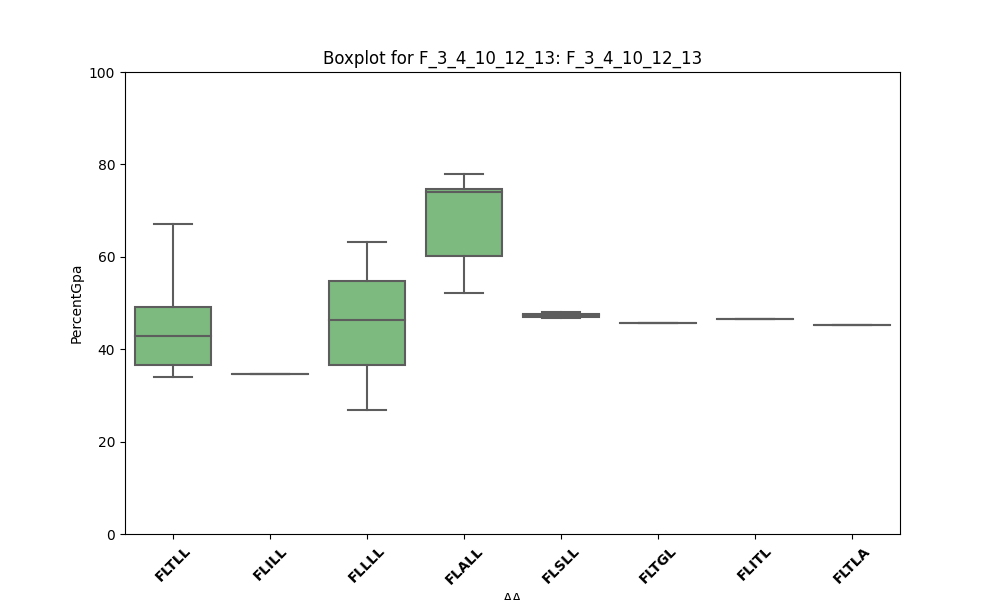 Boxplot for F_3_4_10_12_13: F_3_4_10_12_13
100
80
60
40
20
0
PercentGpa
FLTLL
FLILL
FLLLL
FLALL
FLSLL
FLTGL
FLITL
FLTLA
AA